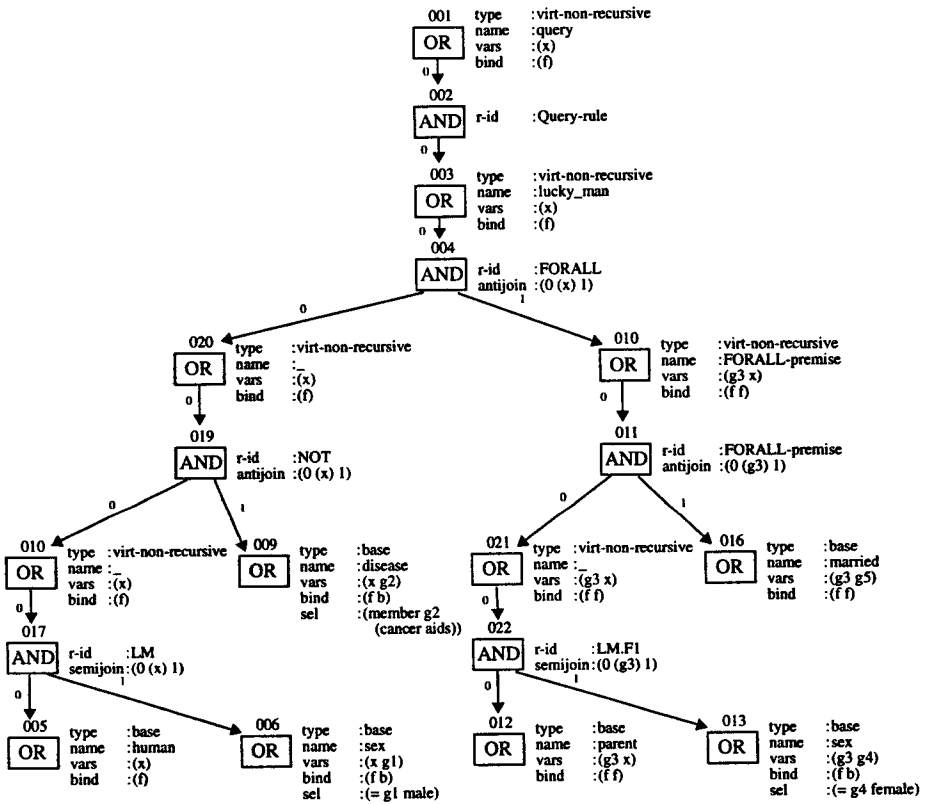 001
OR
type :virt-non-recursive
name :query
vars :(x)
bind :(f)
0
002
AND
r-id :Query-rule
0
003
OR
type :virt-non-recursive
name :lucky_man
vars :(x)
bind :(f)
0
004
AND
r-id :FORALL
antijoin :(0 (x) 1)
0
1
020
OR
type :virt-non-recursive
name :_
vars :(x)
bind :(f)
0
010
OR
type :virt-non-recursive
name :FORALL-premise
vars :(g3 x)
bind :(f f)
0
019
AND
r-id :NOT
antijoin :(0 (x) 1)
0
1
011
AND
r-id :FORALL-premise
antijoin :(0 (g3) 1)
0
1
010
OR
type :virt-non-recursive
name :_
vars :(x)
bind :(f)
0
009
OR
type :base
name :disease
vars :(x g2)
bind :(f b)
sel :(member g2
(cancer aids))
021
OR
type :virt-non-recursive
name :_
vars :(g3 x)
bind :(f f)
0
016
OR
type :base
name :married
vars :(g3 g5)
bind :(f f)
017
AND
r-id :LM
semijoin :(0 (x) 1)
0
1
022
AND
r-id :LM.F1
semijoin :(0 (g3) 1)
0
1
005
OR
type :base
name :human
vars :(x)
bind :(f)
006
OR
type :base
name :sex
vars :(x g1)
bind :(f b)
sel :(= g1 male)
012
OR
type :base
name :parent
vars :(g3 x)
bind :(f f)
013
OR
type :base
name :sex
vars :(g3 g4)
bind :(f b)
sel :(= g4 female)